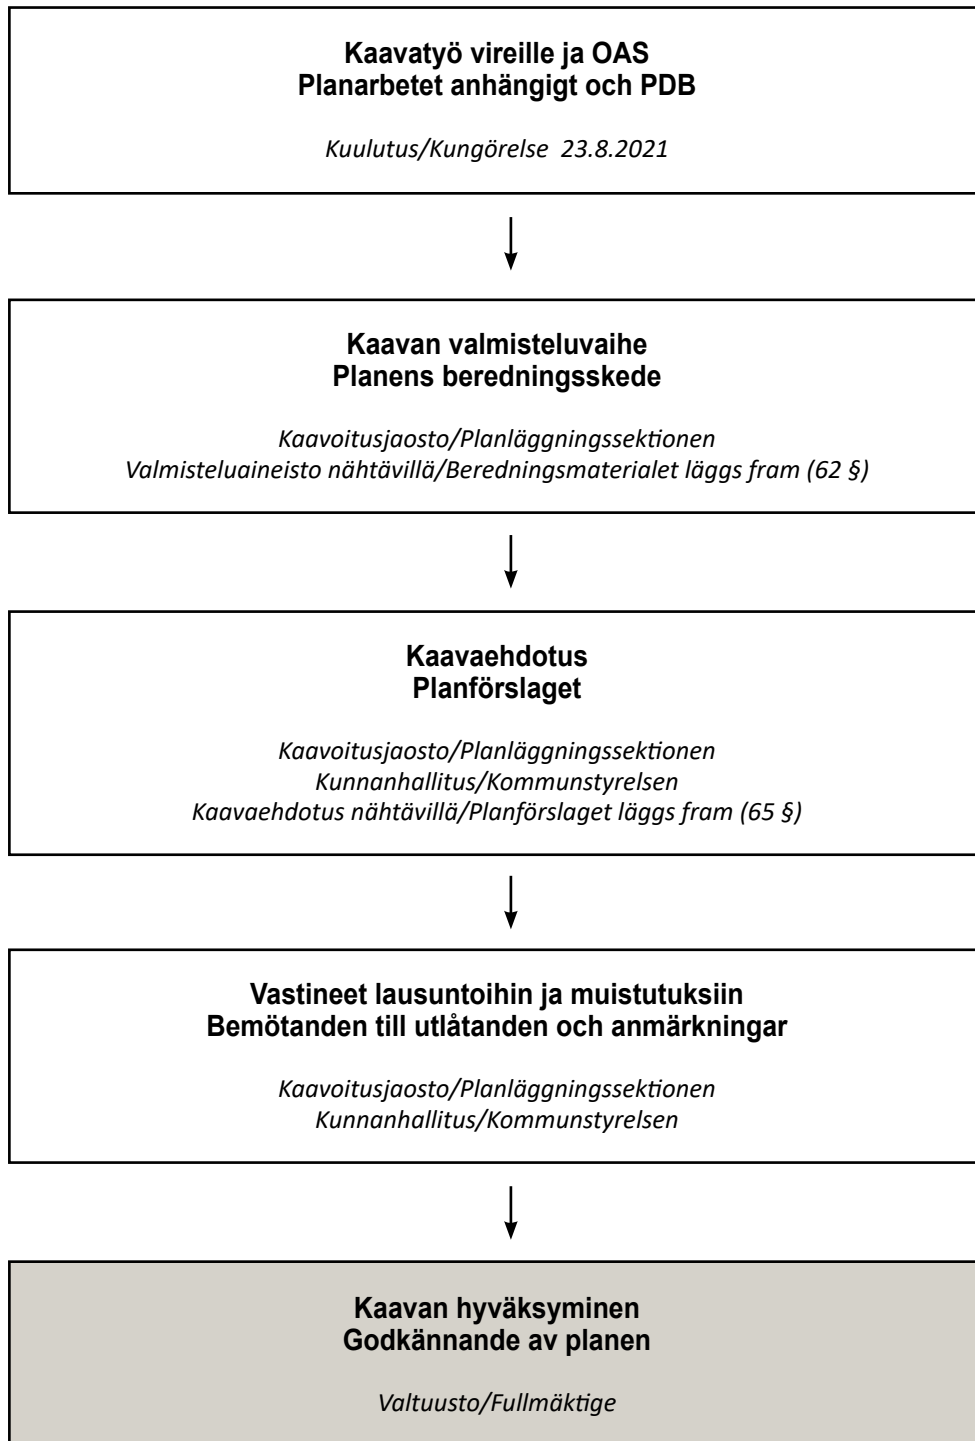 Kaavatyö vireille ja OAS
Planarbetet anhängigt och PDB
Kuulutus/Kungörelse 23.8.2021
Kaavan valmisteluvaihe
Planens beredningsskede
Kaavoitusjaosto/Planläggningssektionen
Valmisteluaineisto nähtävillä/Beredningsmaterialet läggs fram (62 §)
Kaavaehdotus
Planförslaget
Kaavoitusjaosto/Planläggningssektionen
Kunnanhallitus/Kommunstyrelsen
Kaavaehdotus nähtävillä/Planförslaget läggs fram (65 §)
Vastineet lausuntoihin ja muistutuksiin
Bemötanden till utlåtanden och anmärkningar
Kaavoitusjaosto/Planläggningssektionen
Kunnanhallitus/Kommunstyrelsen
Kaavan hyväksyminen
Godkännande av planen
Valtuusto/Fullmäktige